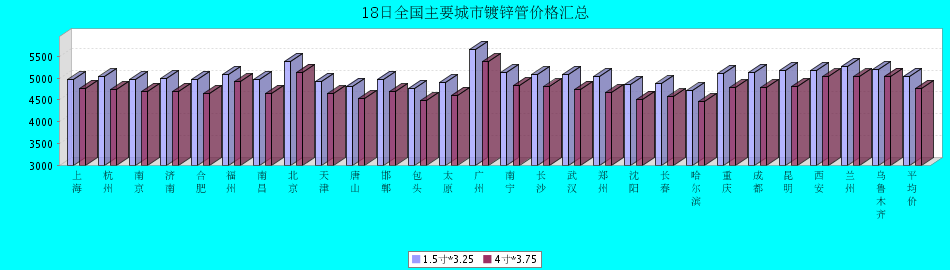 18日全国主要城市镀锌管价格汇总
5500
5000
4500
4000
3500
3000
上海 杭州 南京 济南 合肥 福州 南昌 北京 天津 唐山 邯郸 包头 太原 广州 南宁 长沙 武汉 郑州 沈阳 长春 哈尔滨 重庆 成都 昆明 西安 兰州 乌鲁木齐 平均价
1.5寸*3.25 4寸*3.75